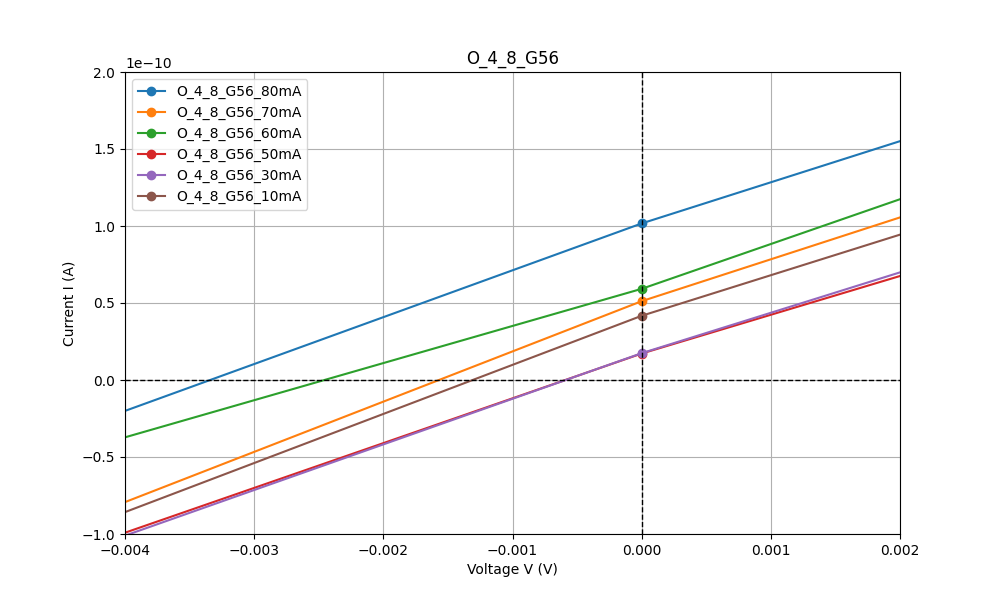 O_4_8_G56
1e−10
2.0
1.5
1.0
0.5
0.0
−0.5
−1.0
Current I (A)
O_4_8_G56_80mA
O_4_8_G56_70mA
O_4_8_G56_60mA
O_4_8_G56_50mA
O_4_8_G56_30mA
O_4_8_G56_10mA
−0.004 −0.003 −0.002 −0.001 0.000 0.001 0.002
Voltage V (V)